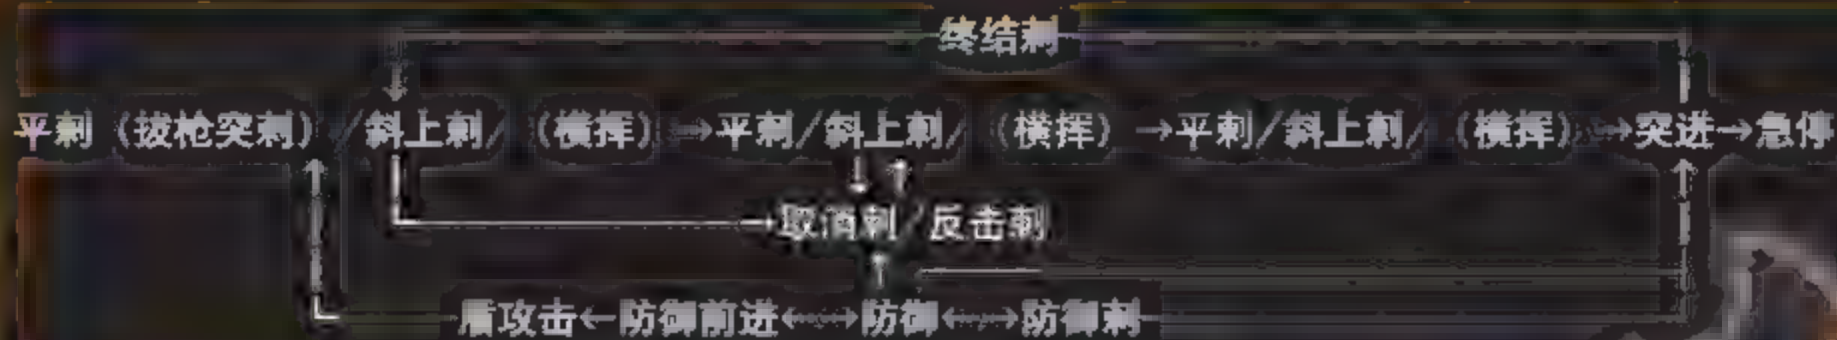 终结刺
平刺（拔枪突刺）/斜上刺/（横挥）→平刺/斜上刺/（横挥）→平刺/斜上刺/（横挥）→突进→急停
取消刺/反击刺
盾攻击←防御前进←→防御←→防御刺